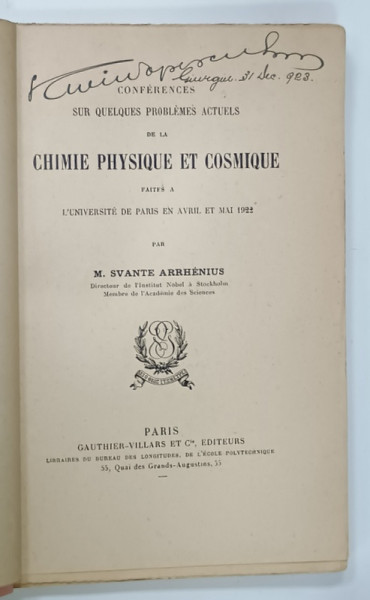 Giurgiu. 31 Dec. 923.
CONFÉRENCES
SUR QUELQUES PROBLÈMES ACTUELS
DE LA
CHIMIE PHYSIQUE ET COSMIQUE
FAITES A
L'UNIVERSITÉ DE PARIS EN AVRIL ET MAI 1922
PAR
M. SVANTE ARRHÉNIUS
Directeur de l'Institut Nobel à Stockholm
Membre de l'Académie des Sciences
PARIS
GAUTHIER-VILLARS ET Cie, ÉDITEURS
LIBRAIRES DU BUREAU DES LONGITUDES, DE L'ÉCOLE POLYTECHNIQUE
55, Quai des Grands-Augustins, 55